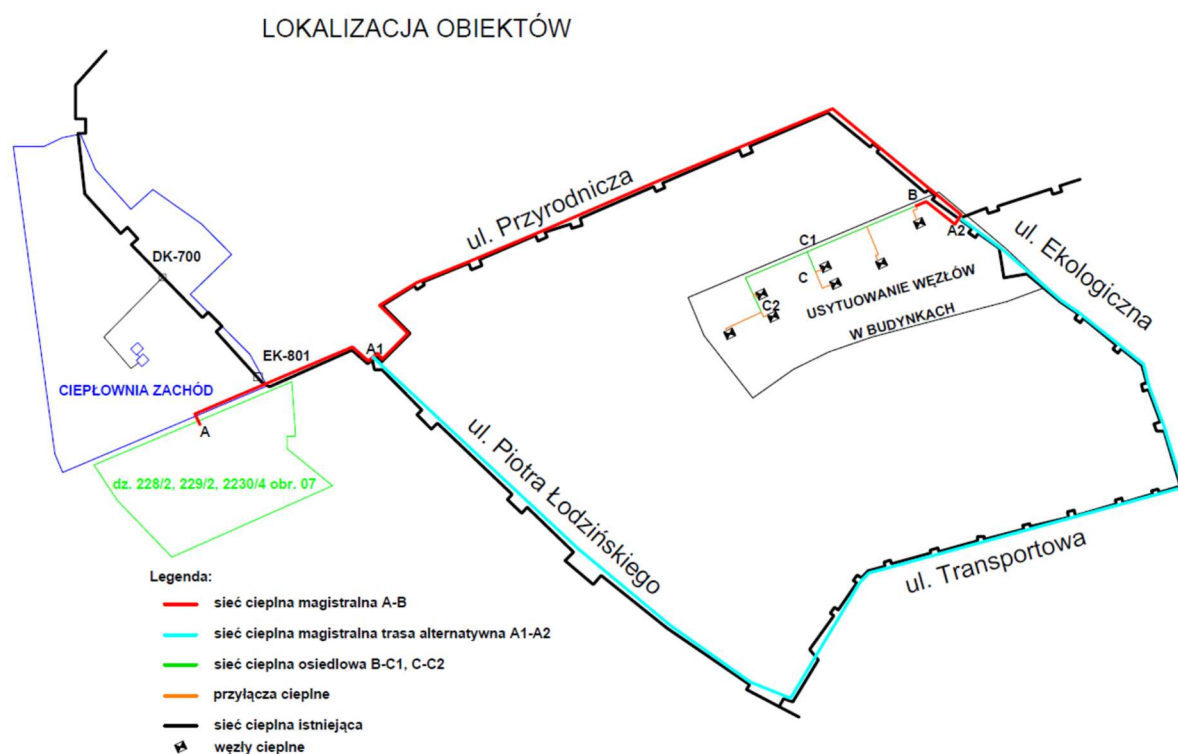 LOKALIZACJA OBIEKTÓW
ul. Przyrodnicza
B
A2
ul. Ekologiczna
C1
C
C2
USYTUOWANIE WĘZŁÓW
W BUDYNKACH
DK-700
EK-801
A1
CIEPŁOWNIA ZACHÓD
A
dz. 228/2, 229/2, 2230/4 obr. 07
ul. Piotra Łodzińskiego
ul. Transportowa
Legenda:
sieć cieplna magistralna A-B
sieć cieplna magistralna trasa alternatywna A1-A2
sieć cieplna osiedlowa B-C1, C-C2
przyłącza cieplne
sieć cieplna istniejąca
węzły cieplne